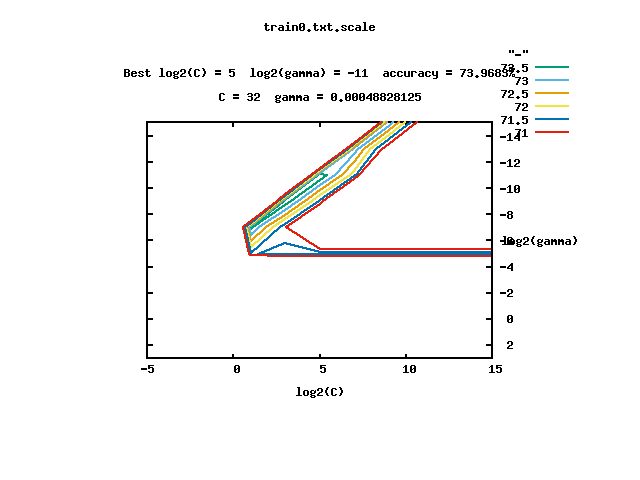 train0.txt.scale
"-"
Best log2(C) = 5 log2(gamma) = -11 accuracy = 73.9683%
73.5
73
C = 32 gamma = 0.00048828125
72.5
72
71.5
71
-14
-12
-10
-8
-6
log2(gamma)
-4
-2
0
2
-5 0 5 10 15
log2(C)